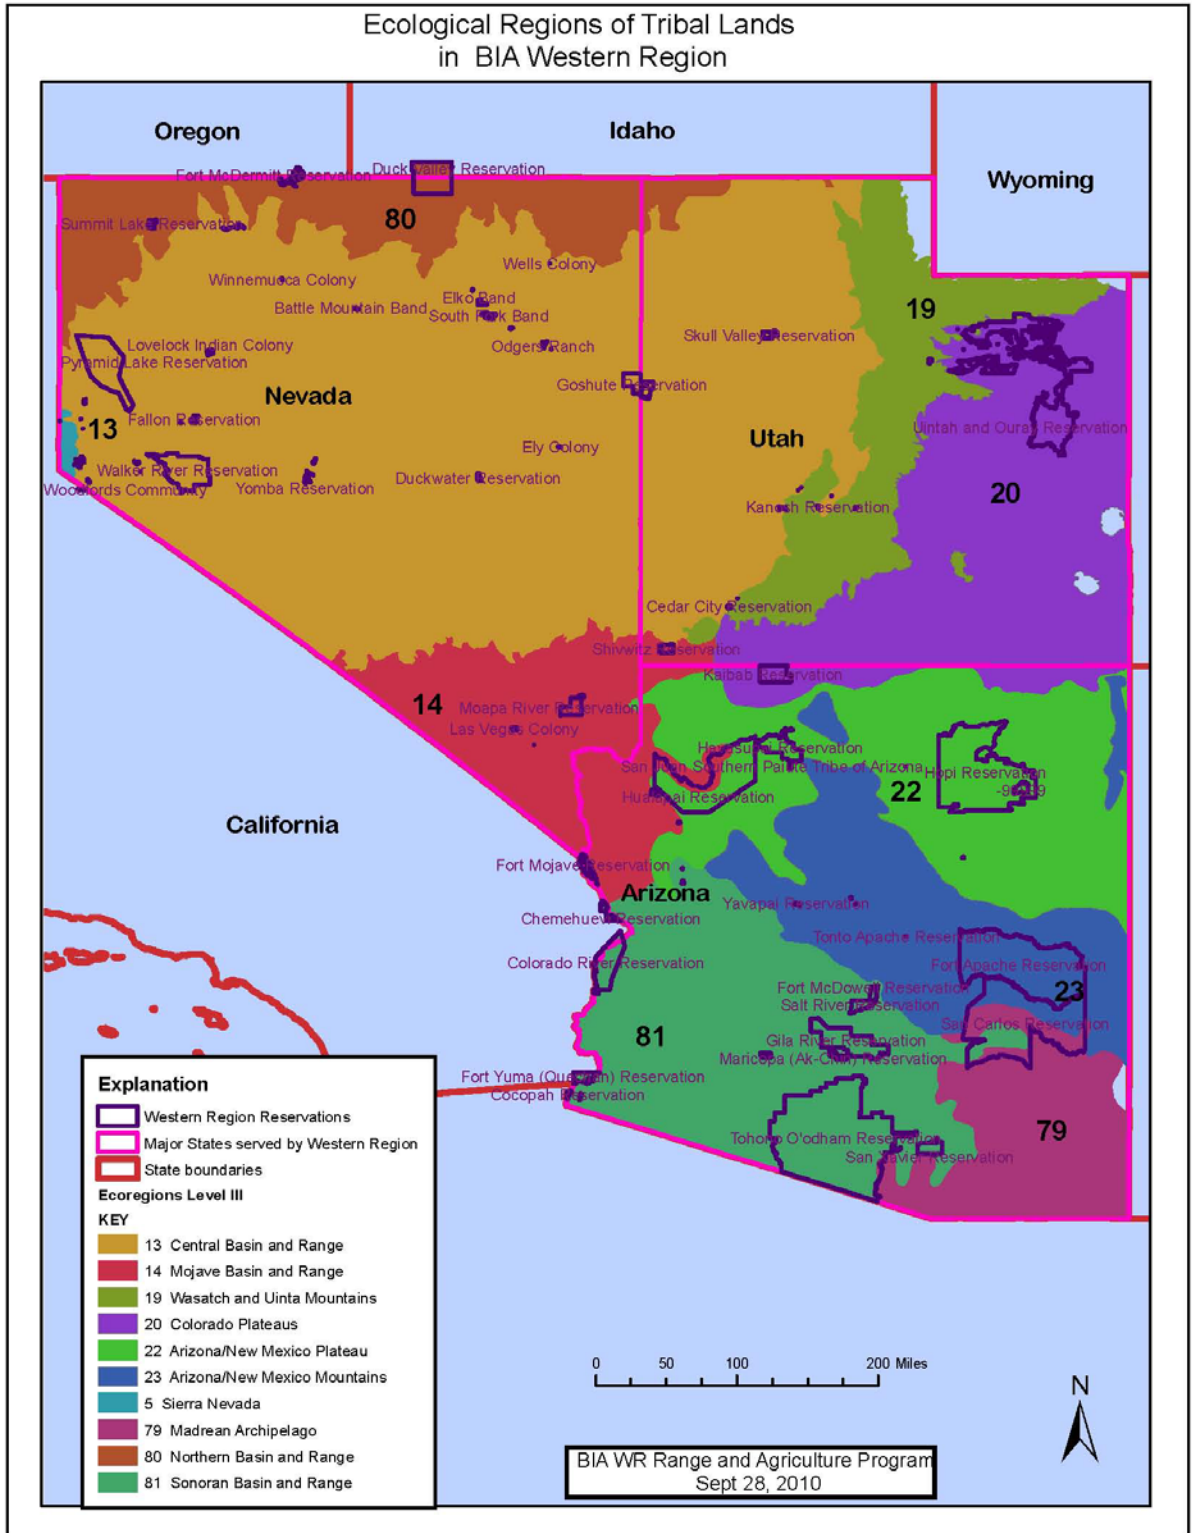 Ecological Regions of Tribal Lands
in BIA Western Region
Oregon
Idaho
Wyoming
Fort McDermitt Reservation
Duck Valley Reservation
80
Summit Lake Reservation
Wells Colony
Winnemucca Colony
Elko Band
Battle Mountain Band
South Fork Band
19
Skull Valley Reservation
Lovelock Indian Colony
Odgers Ranch
Pyramid Lake Reservation
Nevada
Goshute Reservation
Fallon Reservation
13
Uintah and Ouray Reservation
Utah
Ely Colony
Walker River Reservation
Duckwater Reservation
Woodfords Community
Yomba Reservation
20
Kanosh Reservation
Cedar City Reservation
Shivwitz Reservation
Kaibab Reservation
14
Moapa River Reservation
Las Vegas Colony
Havasupai Reservation
San Juan Southern Paiute Tribe of Arizona
Hopi Reservation
22
Hualapai Reservation
California
Fort Mojave Reservation
Arizona
Yavapai Reservation
Chemehuevi Reservation
Tonto Apache Reservation
Colorado River Reservation
Fort Apache Reservation
Fort McDowell Reservation
23
Salt River Reservation
San Carlos Reservation
81
Gila River Reservation
Maricopa (Ak-Chin) Reservation
Fort Yuma (Quechan) Reservation
Cocopah Reservation
79
Tohono O'odham Reservation
San Xavier Reservation
Explanation
Western Region Reservations
Major States served by Western Region
State boundaries
Ecoregions Level III
KEY
13 Central Basin and Range
14 Mojave Basin and Range
19 Wasatch and Uinta Mountains
20 Colorado Plateaus
22 Arizona/New Mexico Plateau
23 Arizona/New Mexico Mountains
5 Sierra Nevada
79 Madrean Archipelago
80 Northern Basin and Range
81 Sonoran Basin and Range
0 50 100 200 Miles
N
BIA WR Range and Agriculture Program
Sept 28, 2010